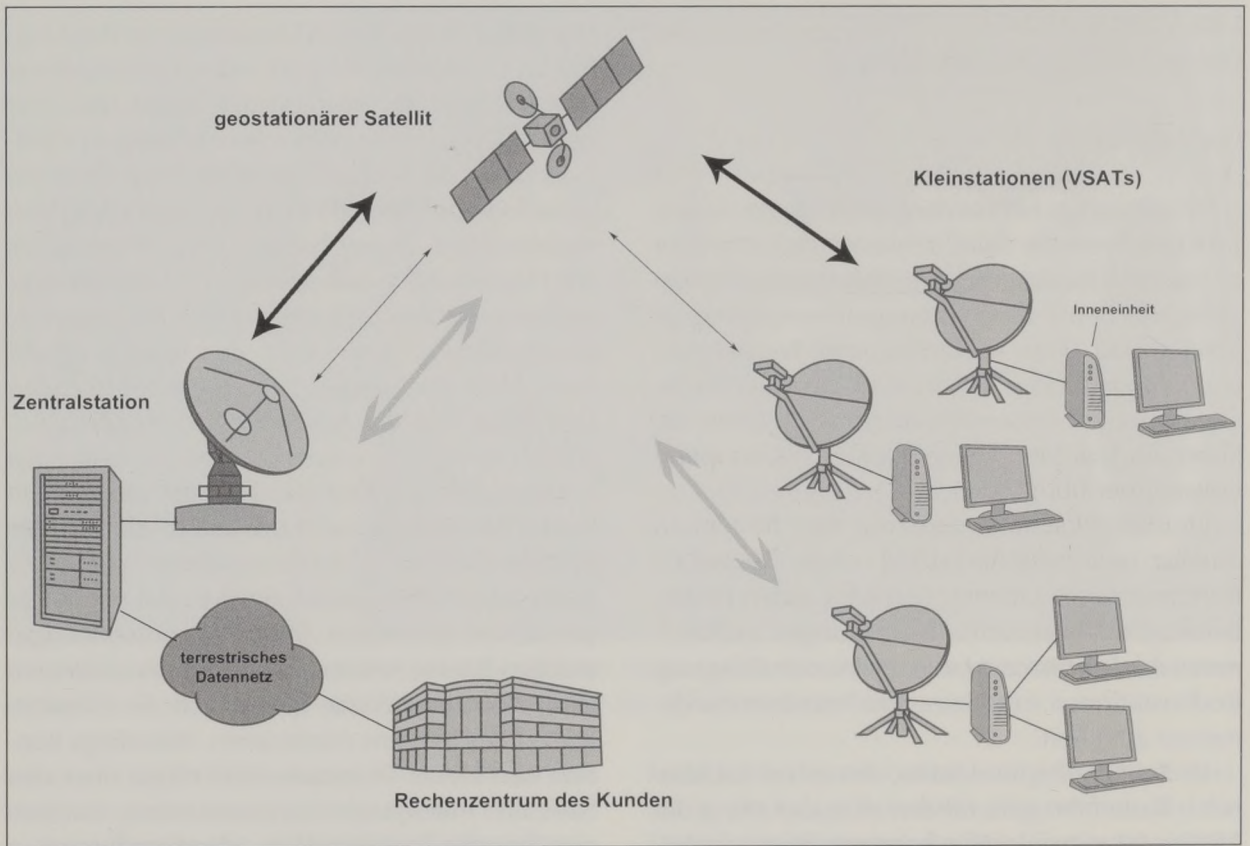 geostationärer Satellit
Kleinstationen (VSATs)
Inneneinheit
Zentralstation
terrestrisches
Datennetz
Rechenzentrum des Kunden